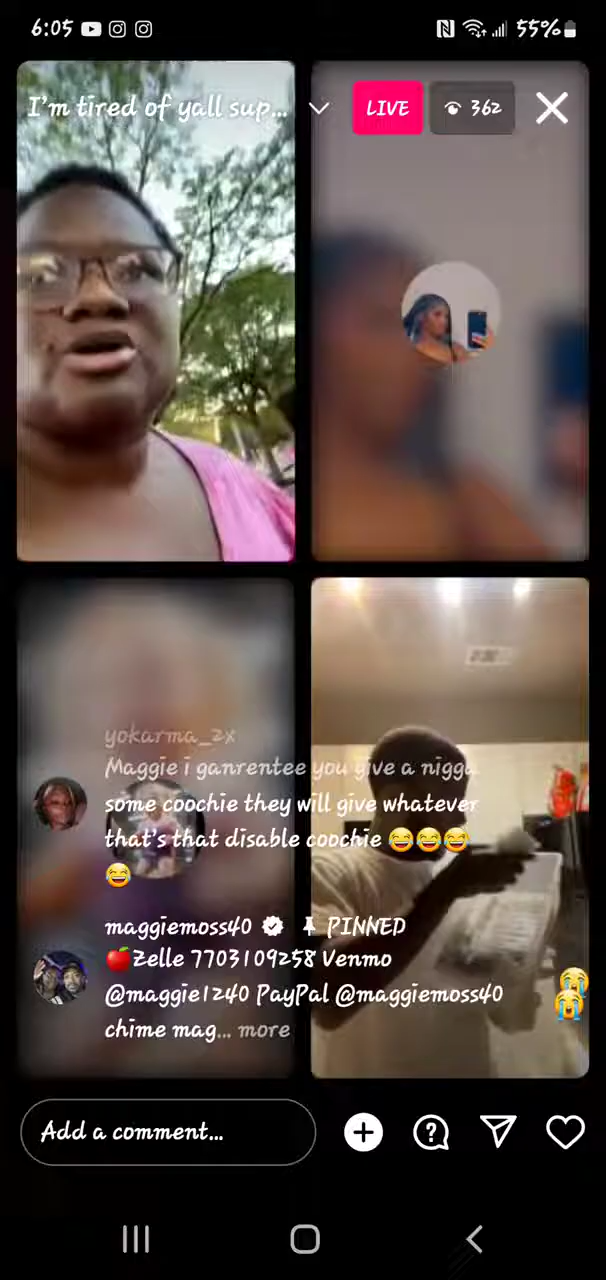 6:05
55%
I'm tired of yall sup...
LIVE
362
yokarma_zx
Maggie i ganrentee you give a nigga
some coochie they will give whatever
that's that disable coochie 😂😂😂
😂
maggiemoss40 PINNED
🍎Zelle 7703109258 Venmo
@maggie1240 PayPal @maggiemoss40
chime mag... more
Add a comment...